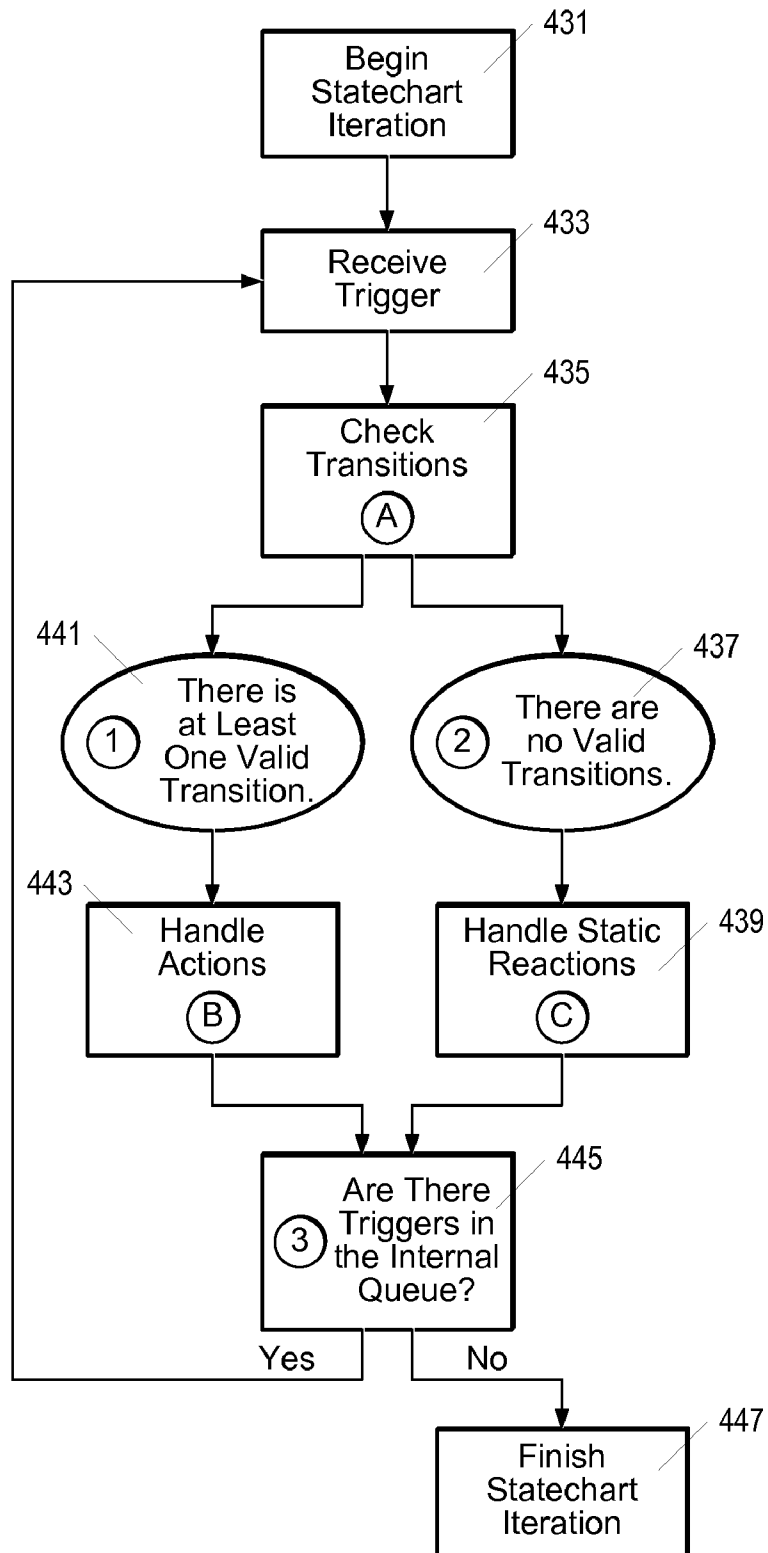 431
Begin
Statechart
Iteration
433
Receive
Trigger
435
Check
Transitions
A
441
There is
at Least
One Valid
Transition.
1
437
There are
no Valid
Transitions.
2
443
Handle
Actions
B
439
Handle Static
Reactions
C
445
Are There
Triggers in
the Internal
Queue?
3
Yes
No
447
Finish
Statechart
Iteration